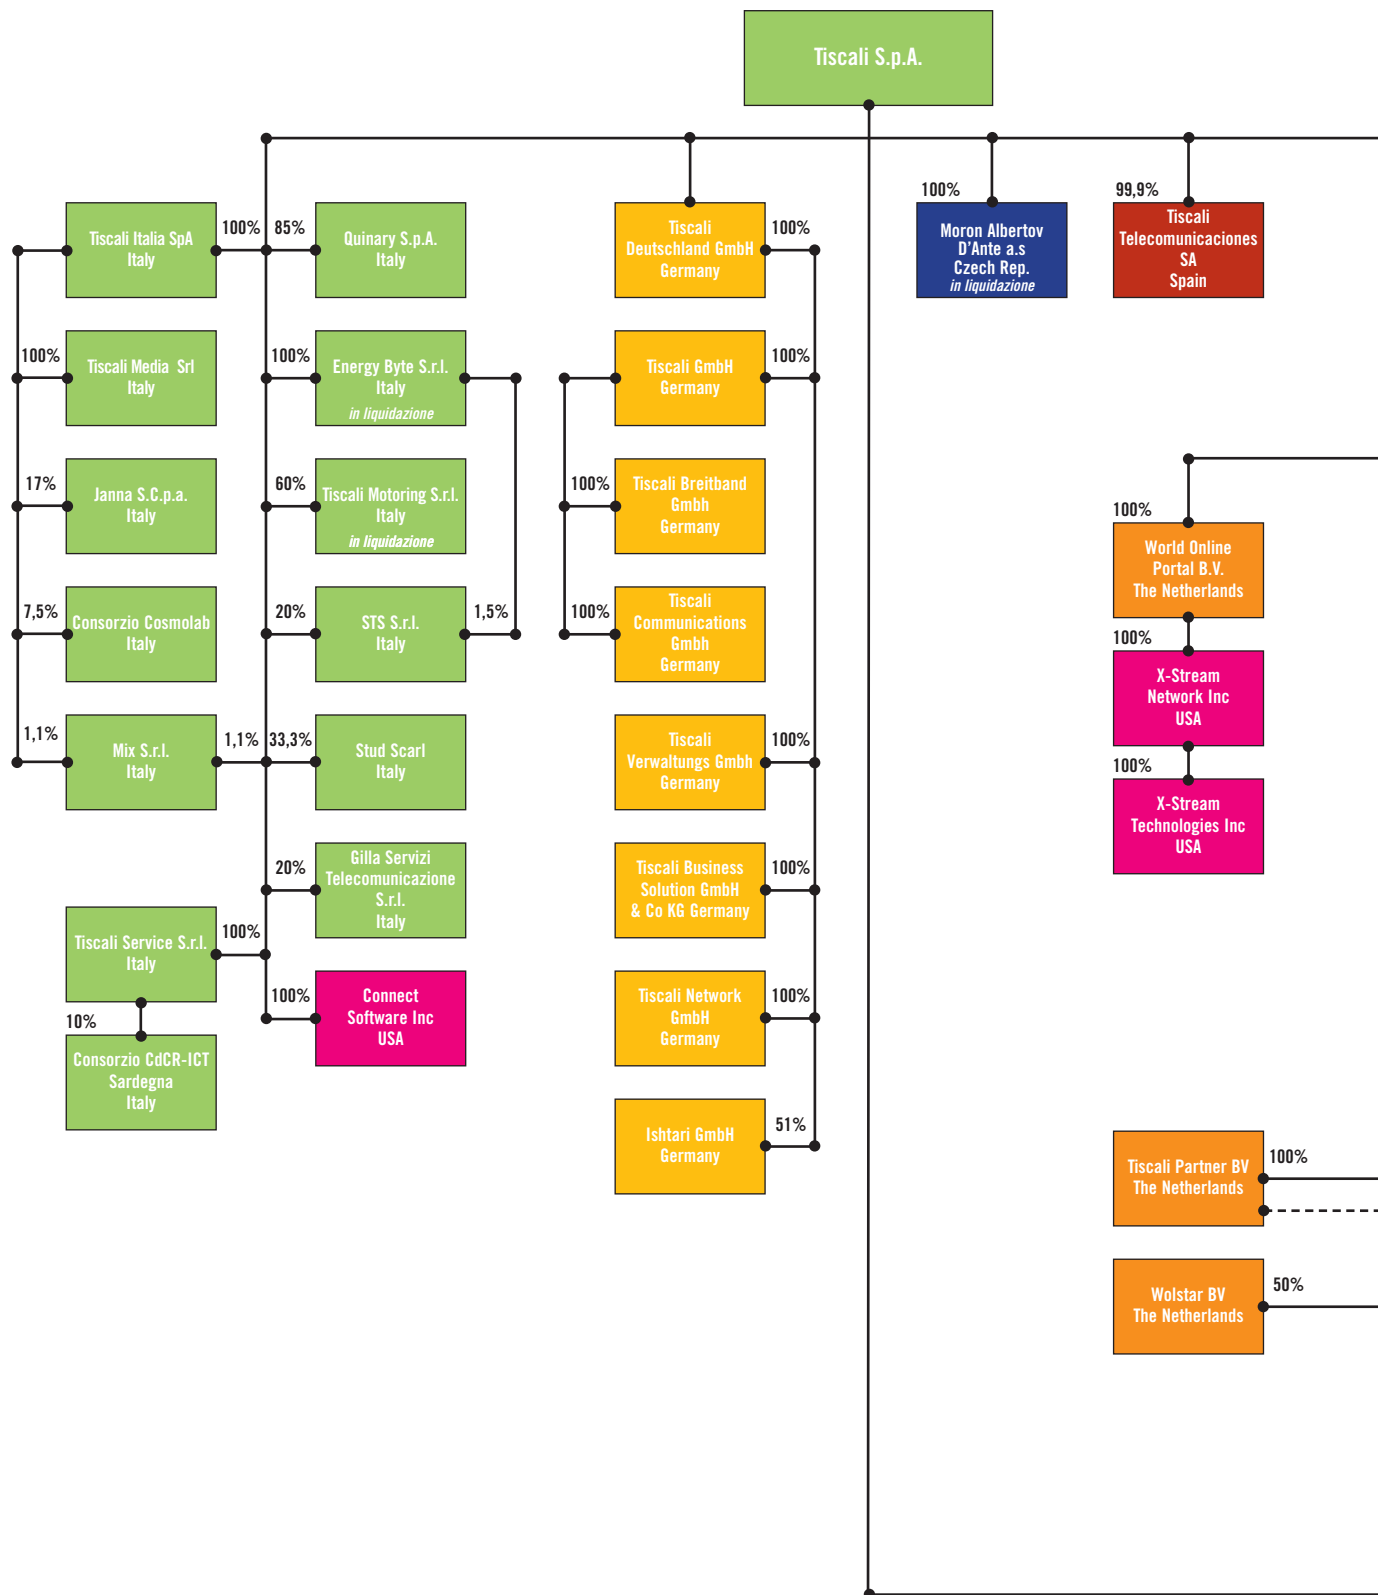 Tiscali S.p.A.
Tiscali Italia SpA
Italy
100%
85%
Quinary S.p.A.
Italy
100%
Tiscali Media Srl
Italy
100%
Energy Byte S.r.l.
Italy
in liquidazione
17%
Janna S.C.p.a.
Italy
60%
Tiscali Motoring S.r.l.
Italy
in liquidazione
7,5%
Consorzio Cosmolab
Italy
20%
STS S.r.l.
Italy
1,5%
1,1%
Mix S.r.l.
Italy
1,1%
33,3%
Stud Scarl
Italy
20%
Gilla Servizi
Telecomunicazione
S.r.l.
Italy
Tiscali Service S.r.l.
Italy
100%
10%
Consorzio CdCR-ICT
Sardegna
Italy
100%
Connect
Software Inc
USA
Tiscali
Deutschland GmbH
Germany
100%
Tiscali GmbH
Germany
100%
100%
Tiscali Breitband
Gmbh
Germany
100%
Tiscali
Communications
Gmbh
Germany
Tiscali
Verwaltungs Gmbh
Germany
100%
Tiscali Business
Solution GmbH
& Co KG Germany
100%
Tiscali Network
GmbH
Germany
100%
Ishtari GmbH
Germany
51%
100%
Moron Albertov
D'Ante a.s
Czech Rep.
in liquidazione
99,9%
Tiscali
Telecomunicaciones
SA
Spain
100%
World Online
Portal B.V.
The Netherlands
100%
X-Stream
Network Inc
USA
100%
X-Stream
Technologies Inc
USA
Tiscali Partner BV
The Netherlands
100%
Wolstar BV
The Netherlands
50%